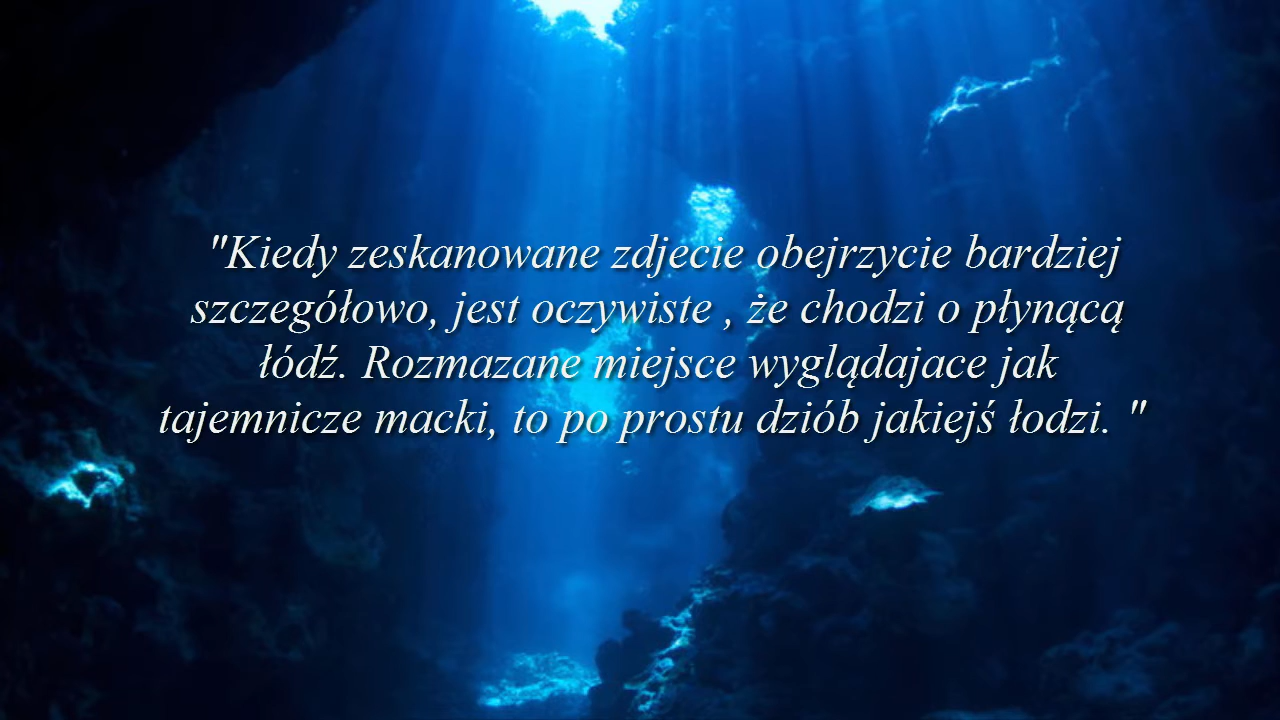 "Kiedy zeskanowane zdjecie obejrzycie bardziej
szczegółowo, jest oczywiste , że chodzi o płynącą
łódź. Rozmazane miejsce wyglądajace jak
tajemnicze macki, to po prostu dziób jakiejś łodzi. "